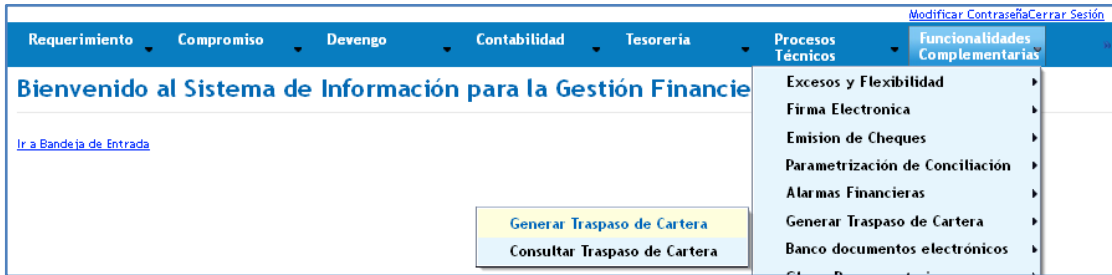 Modificar ContraseñaCerrar Sesión
Requerimiento Compromiso Devengo Contabilidad Tesoreria Procesos Técnicos Funcionalidades Complementarias
Bienvenido al Sistema de Información para la Gestión Financie
Ir a Bandeja de Entrada
Excesos y Flexibilidad
Firma Electronica
Emision de Cheques
Parametrización de Conciliación
Alarmas Financieras
Generar Traspaso de Cartera
Banco documentos electrónicos
Generar Traspaso de Cartera
Consultar Traspaso de Cartera